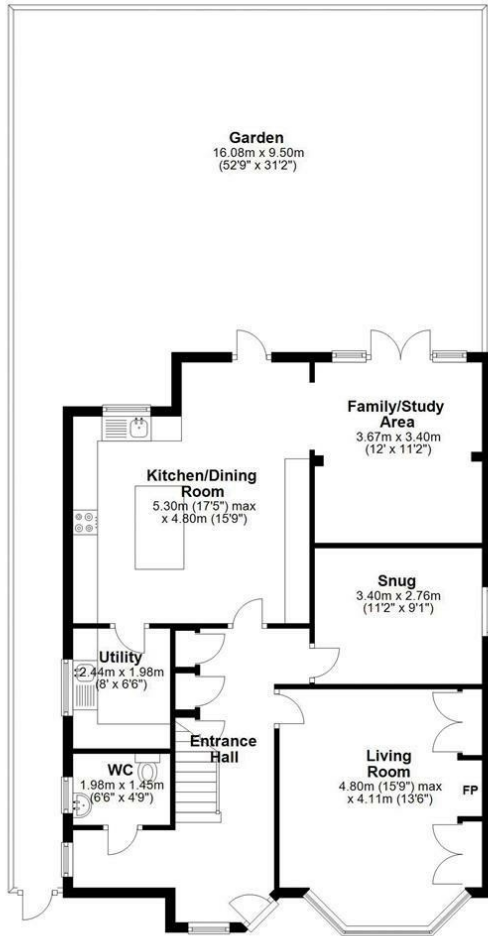 Garden
16.08m x 9.50m
(52'9" x 31'2")
Family/Study
Area
3.67m x 3.40m
(12' x 11'2")
Kitchen/Dining
Room
5.30m (17'5") max
x 4.80m (15'9")
Snug
3.40m x 2.76m
(11'2" x 9'1")
Utility
2.44m x 1.98m
(8' x 6'6")
Entrance
Hall
WC
1.98m x 1.45m
(6'6" x 4'9")
Living
Room
4.80m (15'9") max
x 4.11m (13'6")
FP